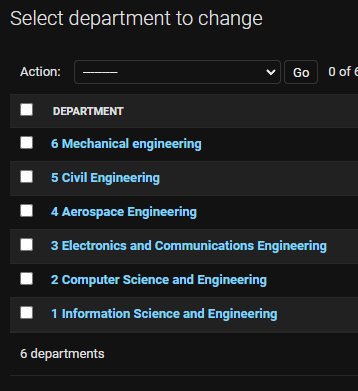 Select department to change
Action: --------- Go 0 of 6
DEPARTMENT
6 Mechanical engineering
5 Civil Engineering
4 Aerospace Engineering
3 Electronics and Communications Engineering
2 Computer Science and Engineering
1 Information Science and Engineering
6 departments